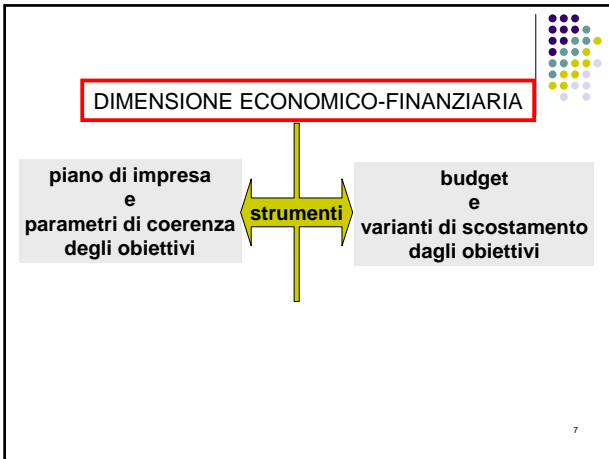 DIMENSIONE ECONOMICO-FINANZIARIA
piano di impresa
e
parametri di coerenza
degli obiettivi
strumenti
budget
e
varianti di scostamento
dagli obiettivi
7